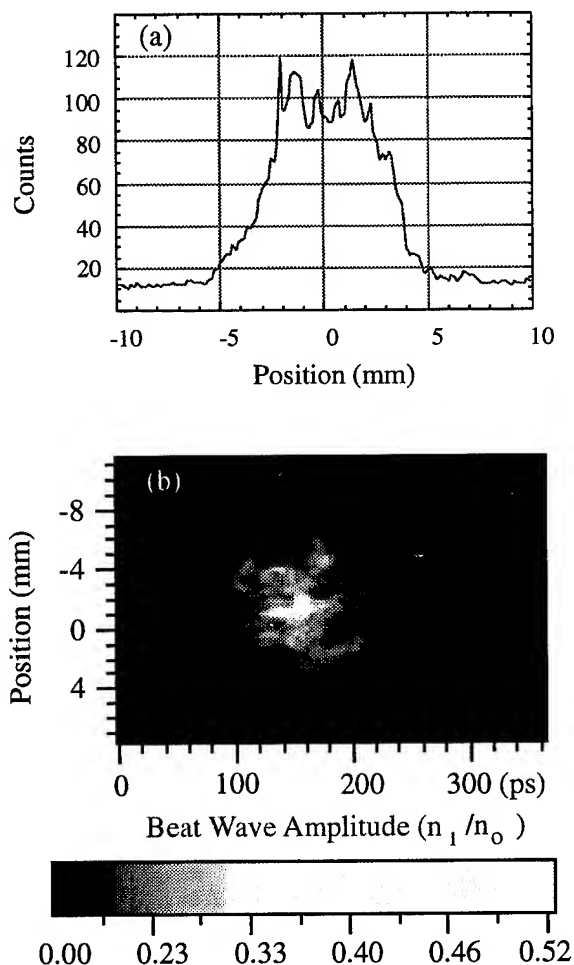 (a)
120
100
80
60
40
20
Counts
-10 -5 0 5 10
Position (mm)
(b)
-8
-4
0
4
Position (mm)
0 100 200 300 (ps)
Beat Wave Amplitude (n1/no )
0.00 0.23 0.33 0.40 0.46 0.52